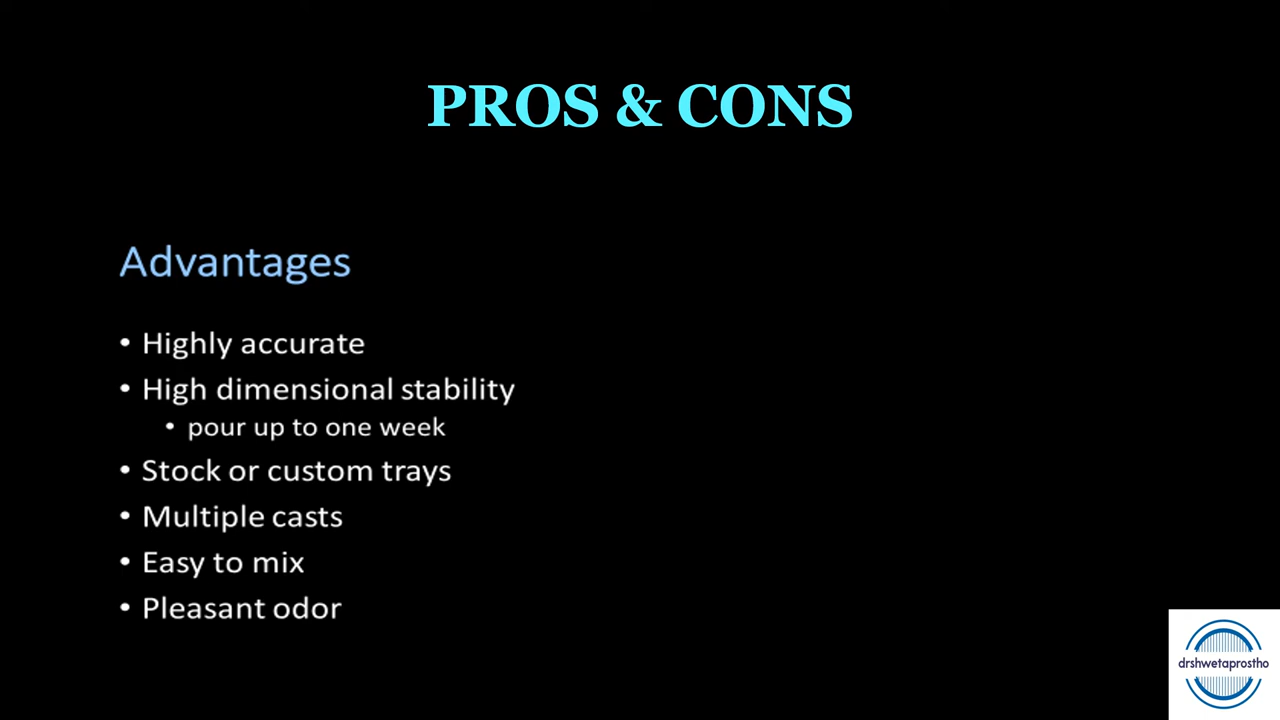 PROS & CONS
Advantages
• Highly accurate
• High dimensional stability
• pour up to one week
• Stock or custom trays
• Multiple casts
• Easy to mix
• Pleasant odor
drshwetaprostho